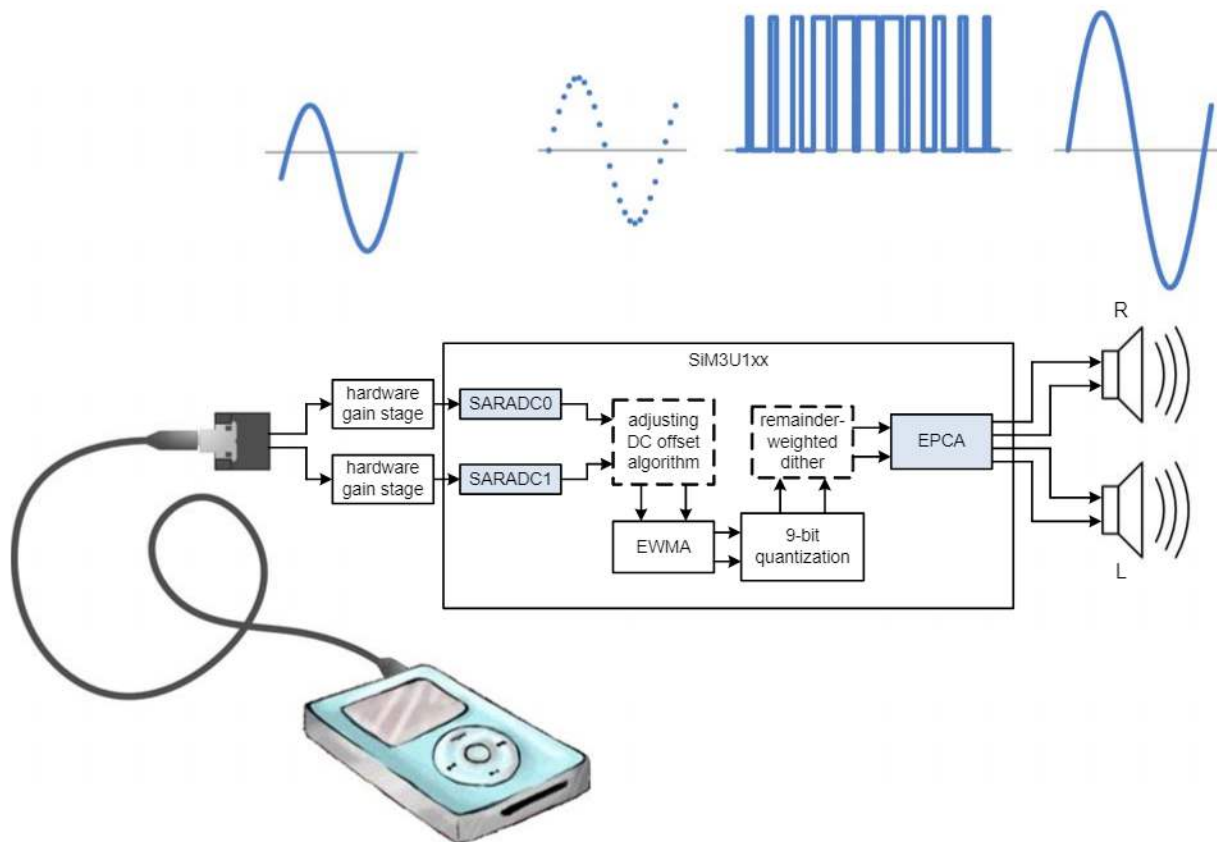 R
SiM3U1xx
hardware
gain stage
SARADC0
adjusting
DC offset
algorithm
remainder-
weighted
dither
EPCA
hardware
gain stage
SARADC1
EWMA
9-bit
quantization
L